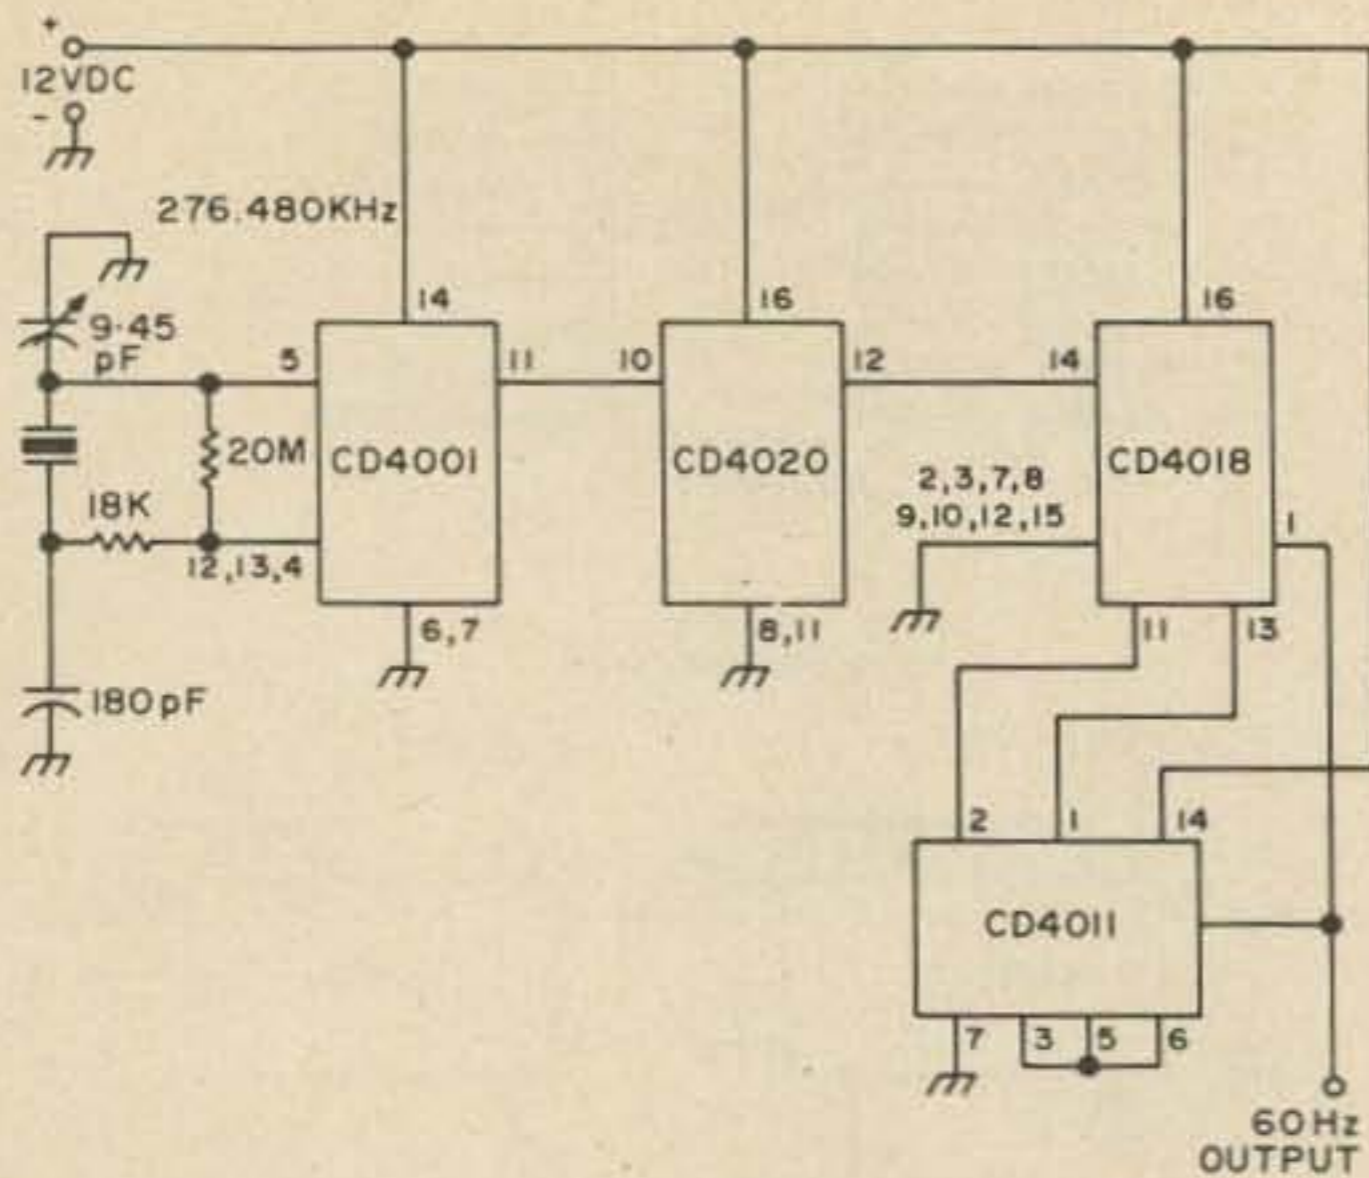 +
12VDC
-
276.480KHz
14
16
16
9-45
pF
5
11
10
12
14
20M
CD4001
CD4020
CD4018
2,3,7,8
9,10,12,15
18K
1
12,13,4
6,7
8,11
11
13
180pF
2
1
14
CD4011
7
3
5
6
60Hz
OUTPUT